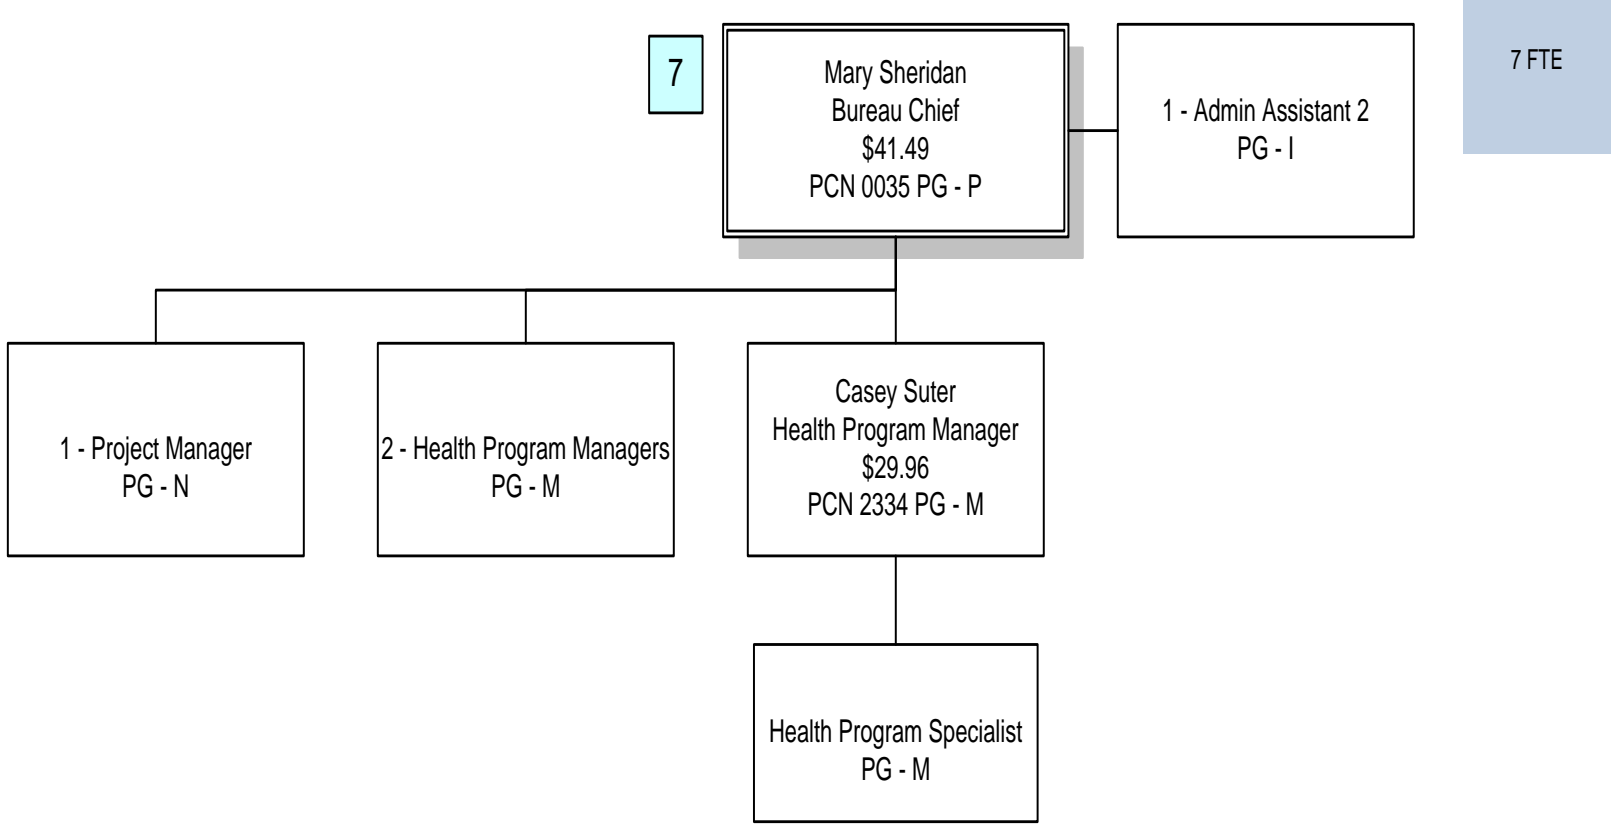 7
Mary Sheridan
Bureau Chief
$41.49
PCN 0035 PG - P
1 - Admin Assistant 2
PG - I
7 FTE
1 - Project Manager
PG - N
2 - Health Program Managers
PG - M
Casey Suter
Health Program Manager
$29.96
PCN 2334 PG - M
Health Program Specialist
PG - M